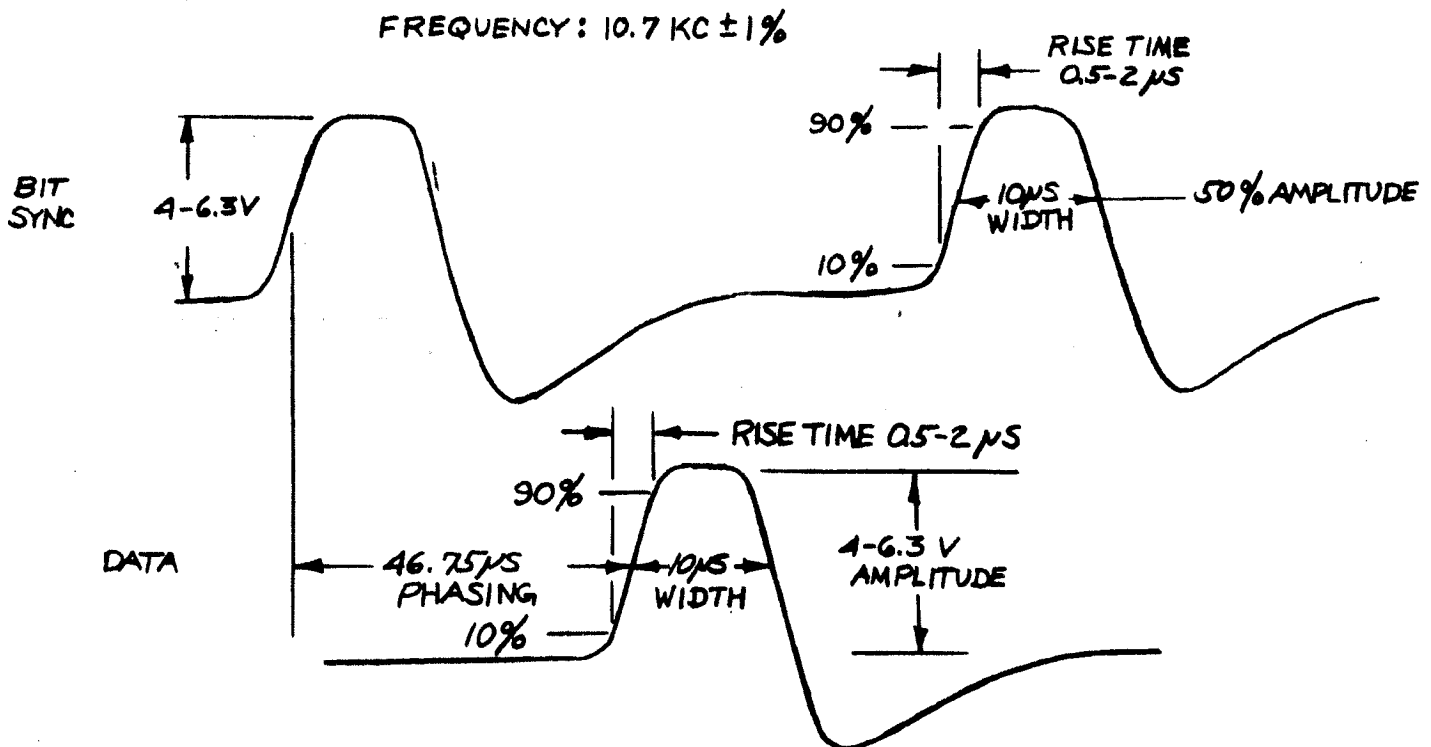 FREQUENCY: 10.7 KC ±1%
RISE TIME
0.5-2 µS
90%
BIT
SYNC
4-6.3V
10µS
WIDTH
50% AMPLITUDE
10%
RISE TIME 0.5-2 µS
90%
DATA
46.75µS
PHASING
10µS
WIDTH
4-6.3 V
AMPLITUDE
10%